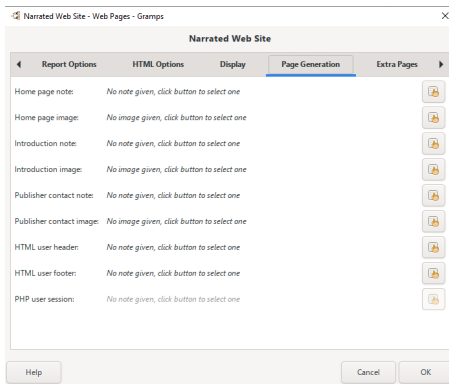 Narrated Web Site - Web Pages - Gramps
Narrated Web Site
Report Options HTML Options Display Page Generation Extra Pages
Home page note: No note given, click button to select one
Home page image: No image given, click button to select one
Introduction note: No note given, click button to select one
Introduction image: No image given, click button to select one
Publisher contact note: No note given, click button to select one
Publisher contact image: No image given, click button to select one
HTML user header: No note given, click button to select one
HTML user footer: No note given, click button to select one
PHP user session: No note given, click button to select one
Help Cancel OK